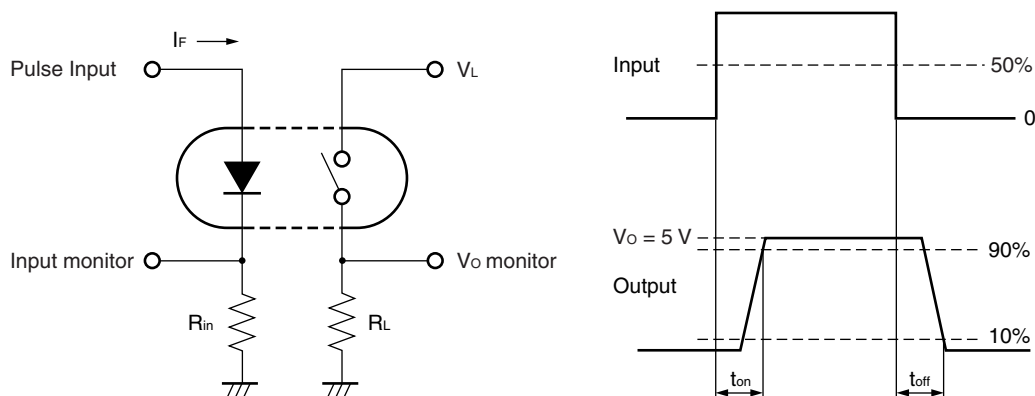 IF
Pulse Input
VL
Input monitor
VO monitor
Rin
RL
Input
50%
0
VO = 5 V
90%
Output
10%
ton
toff